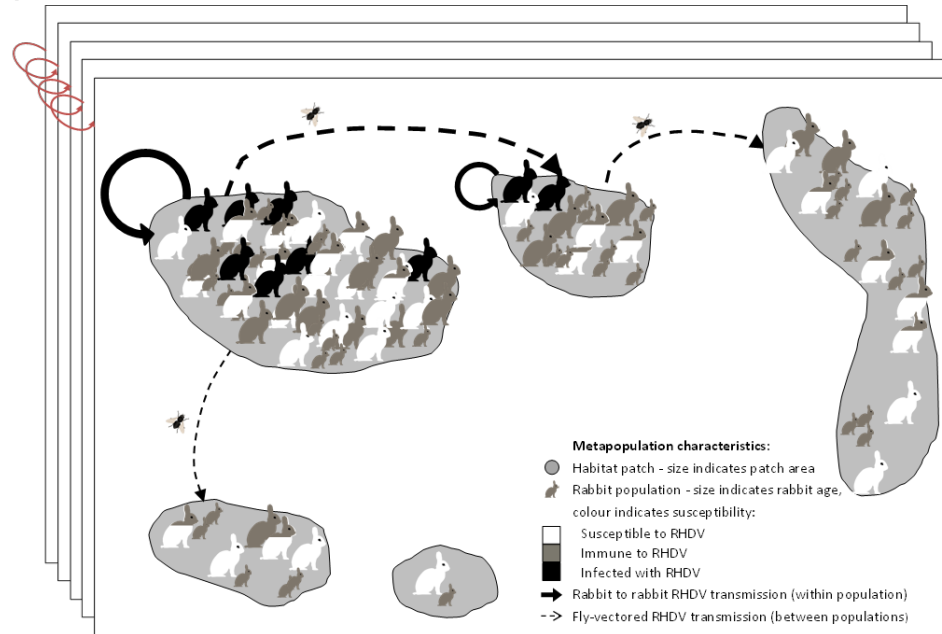 Metapopulation characteristics:
Habitat patch - size indicates patch area
Rabbit population - size indicates rabbit age,
colour indicates susceptibility:
Susceptible to RHDV
Immune to RHDV
Infected with RHDV
Rabbit to rabbit RHDV transmission (within population)
Fly-vectored RHDV transmission (between populations)